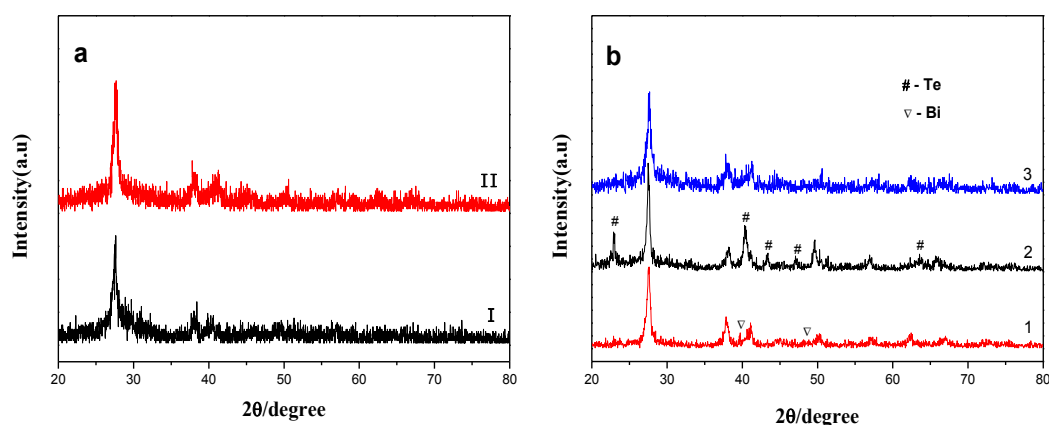 a
II
I
Intensity(a.u)
20 30 40 50 60 70 80
2θ/degree
b
# - Te
▽ - Bi
3
# # # # #
2
▽ ▽
1
Intensity(a.u)
20 30 40 50 60 70 80
2θ/degree